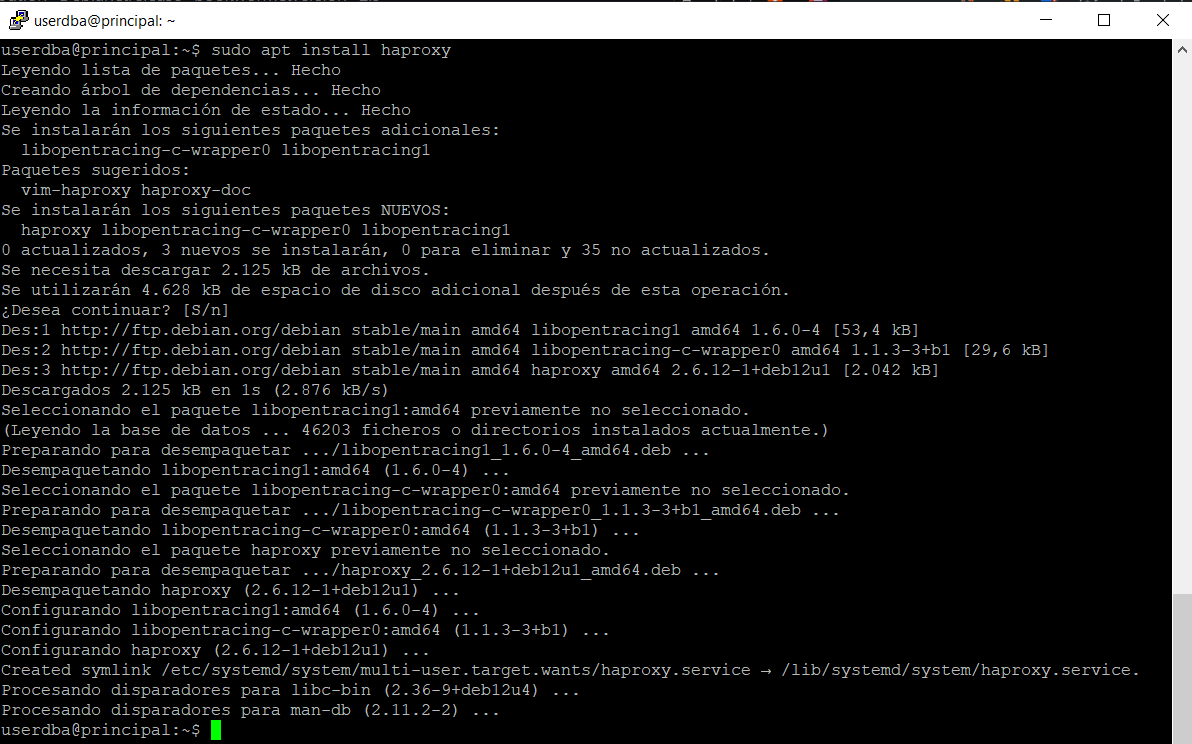 userdba@principal: ~
userdba@principal:~$ sudo apt install haproxy
Leyendo lista de paquetes... Hecho
Creando árbol de dependencias... Hecho
Leyendo la información de estado... Hecho
Se instalarán los siguientes paquetes adicionales:
  libopentracing-c-wrapper0 libopentracing1
Paquetes sugeridos:
  vim-haproxy haproxy-doc
Se instalarán los siguientes paquetes NUEVOS:
  haproxy libopentracing-c-wrapper0 libopentracing1
0 actualizados, 3 nuevos se instalarán, 0 para eliminar y 35 no actualizados.
Se necesita descargar 2.125 kB de archivos.
Se utilizarán 4.628 kB de espacio de disco adicional después de esta operación.
¿Desea continuar? [S/n]
Des:1 http://ftp.debian.org/debian stable/main amd64 libopentracing1 amd64 1.6.0-4 [53,4 kB]
Des:2 http://ftp.debian.org/debian stable/main amd64 libopentracing-c-wrapper0 amd64 1.1.3-3+b1 [29,6 kB]
Des:3 http://ftp.debian.org/debian stable/main amd64 haproxy amd64 2.6.12-1+deb12u1 [2.042 kB]
Descargados 2.125 kB en 1s (2.876 kB/s)
Seleccionando el paquete libopentracing1:amd64 previamente no seleccionado.
(Leyendo la base de datos ... 46203 ficheros o directorios instalados actualmente.)
Preparando para desempaquetar .../libopentracing1_1.6.0-4_amd64.deb ...
Desempaquetando libopentracing1:amd64 (1.6.0-4) ...
Seleccionando el paquete libopentracing-c-wrapper0:amd64 previamente no seleccionado.
Preparando para desempaquetar .../libopentracing-c-wrapper0_1.1.3-3+b1_amd64.deb ...
Desempaquetando libopentracing-c-wrapper0:amd64 (1.1.3-3+b1) ...
Seleccionando el paquete haproxy previamente no seleccionado.
Preparando para desempaquetar .../haproxy_2.6.12-1+deb12u1_amd64.deb ...
Desempaquetando haproxy (2.6.12-1+deb12u1) ...
Configurando libopentracing1:amd64 (1.6.0-4) ...
Configurando libopentracing-c-wrapper0:amd64 (1.1.3-3+b1) ...
Configurando haproxy (2.6.12-1+deb12u1) ...
Created symlink /etc/systemd/system/multi-user.target.wants/haproxy.service → /lib/systemd/system/haproxy.service.
Procesando disparadores para libc-bin (2.36-9+deb12u4) ...
Procesando disparadores para man-db (2.11.2-2) ...
userdba@principal:~$